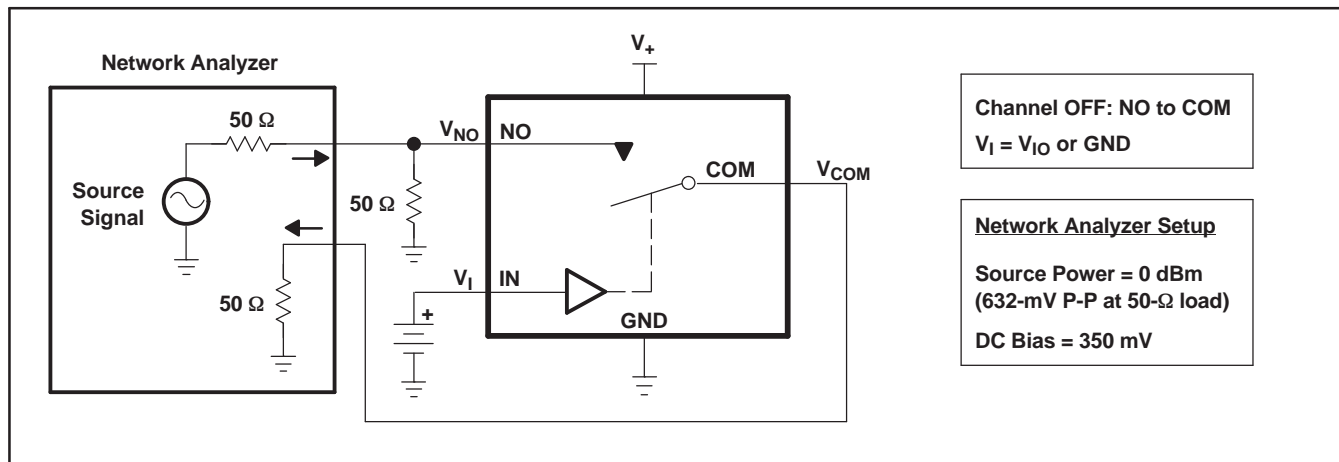 Network Analyzer
50 Ω
Source
Signal
50 Ω
50 Ω
V+
VNO
NO
COM
VCOM
VI
IN
+
GND
Channel OFF: NO to COM
VI = VIO or GND
Network Analyzer Setup
Source Power = 0 dBm
(632-mV P-P at 50-Ω load)
DC Bias = 350 mV